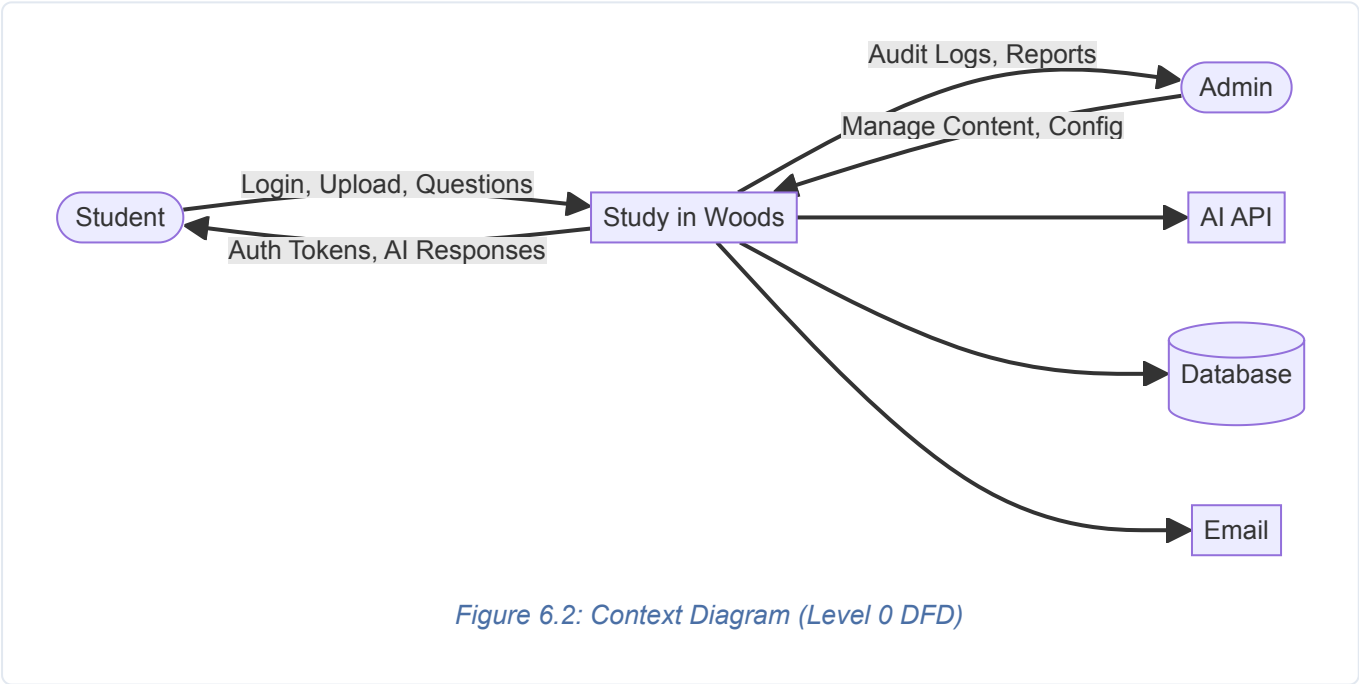 Audit Logs, Reports
Admin
Manage Content, Config
Login, Upload, Questions
Student
Study in Woods
AI API
Auth Tokens, AI Responses
Database
Email
Figure 6.2: Context Diagram (Level 0 DFD)